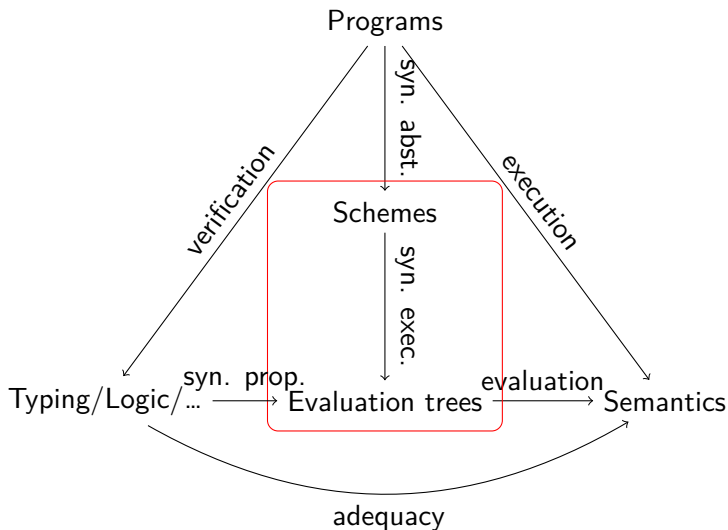 Programs
syn. abst.
verification
execution
Schemes
syn. exec.
syn. prop.
evaluation
Typing/Logic/...
Evaluation trees
Semantics
adequacy